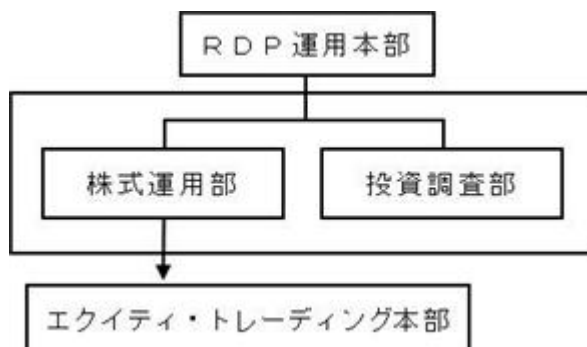 ＲＤＰ運用本部
株式運用部
投資調査部
エクイティ・トレーディング本部